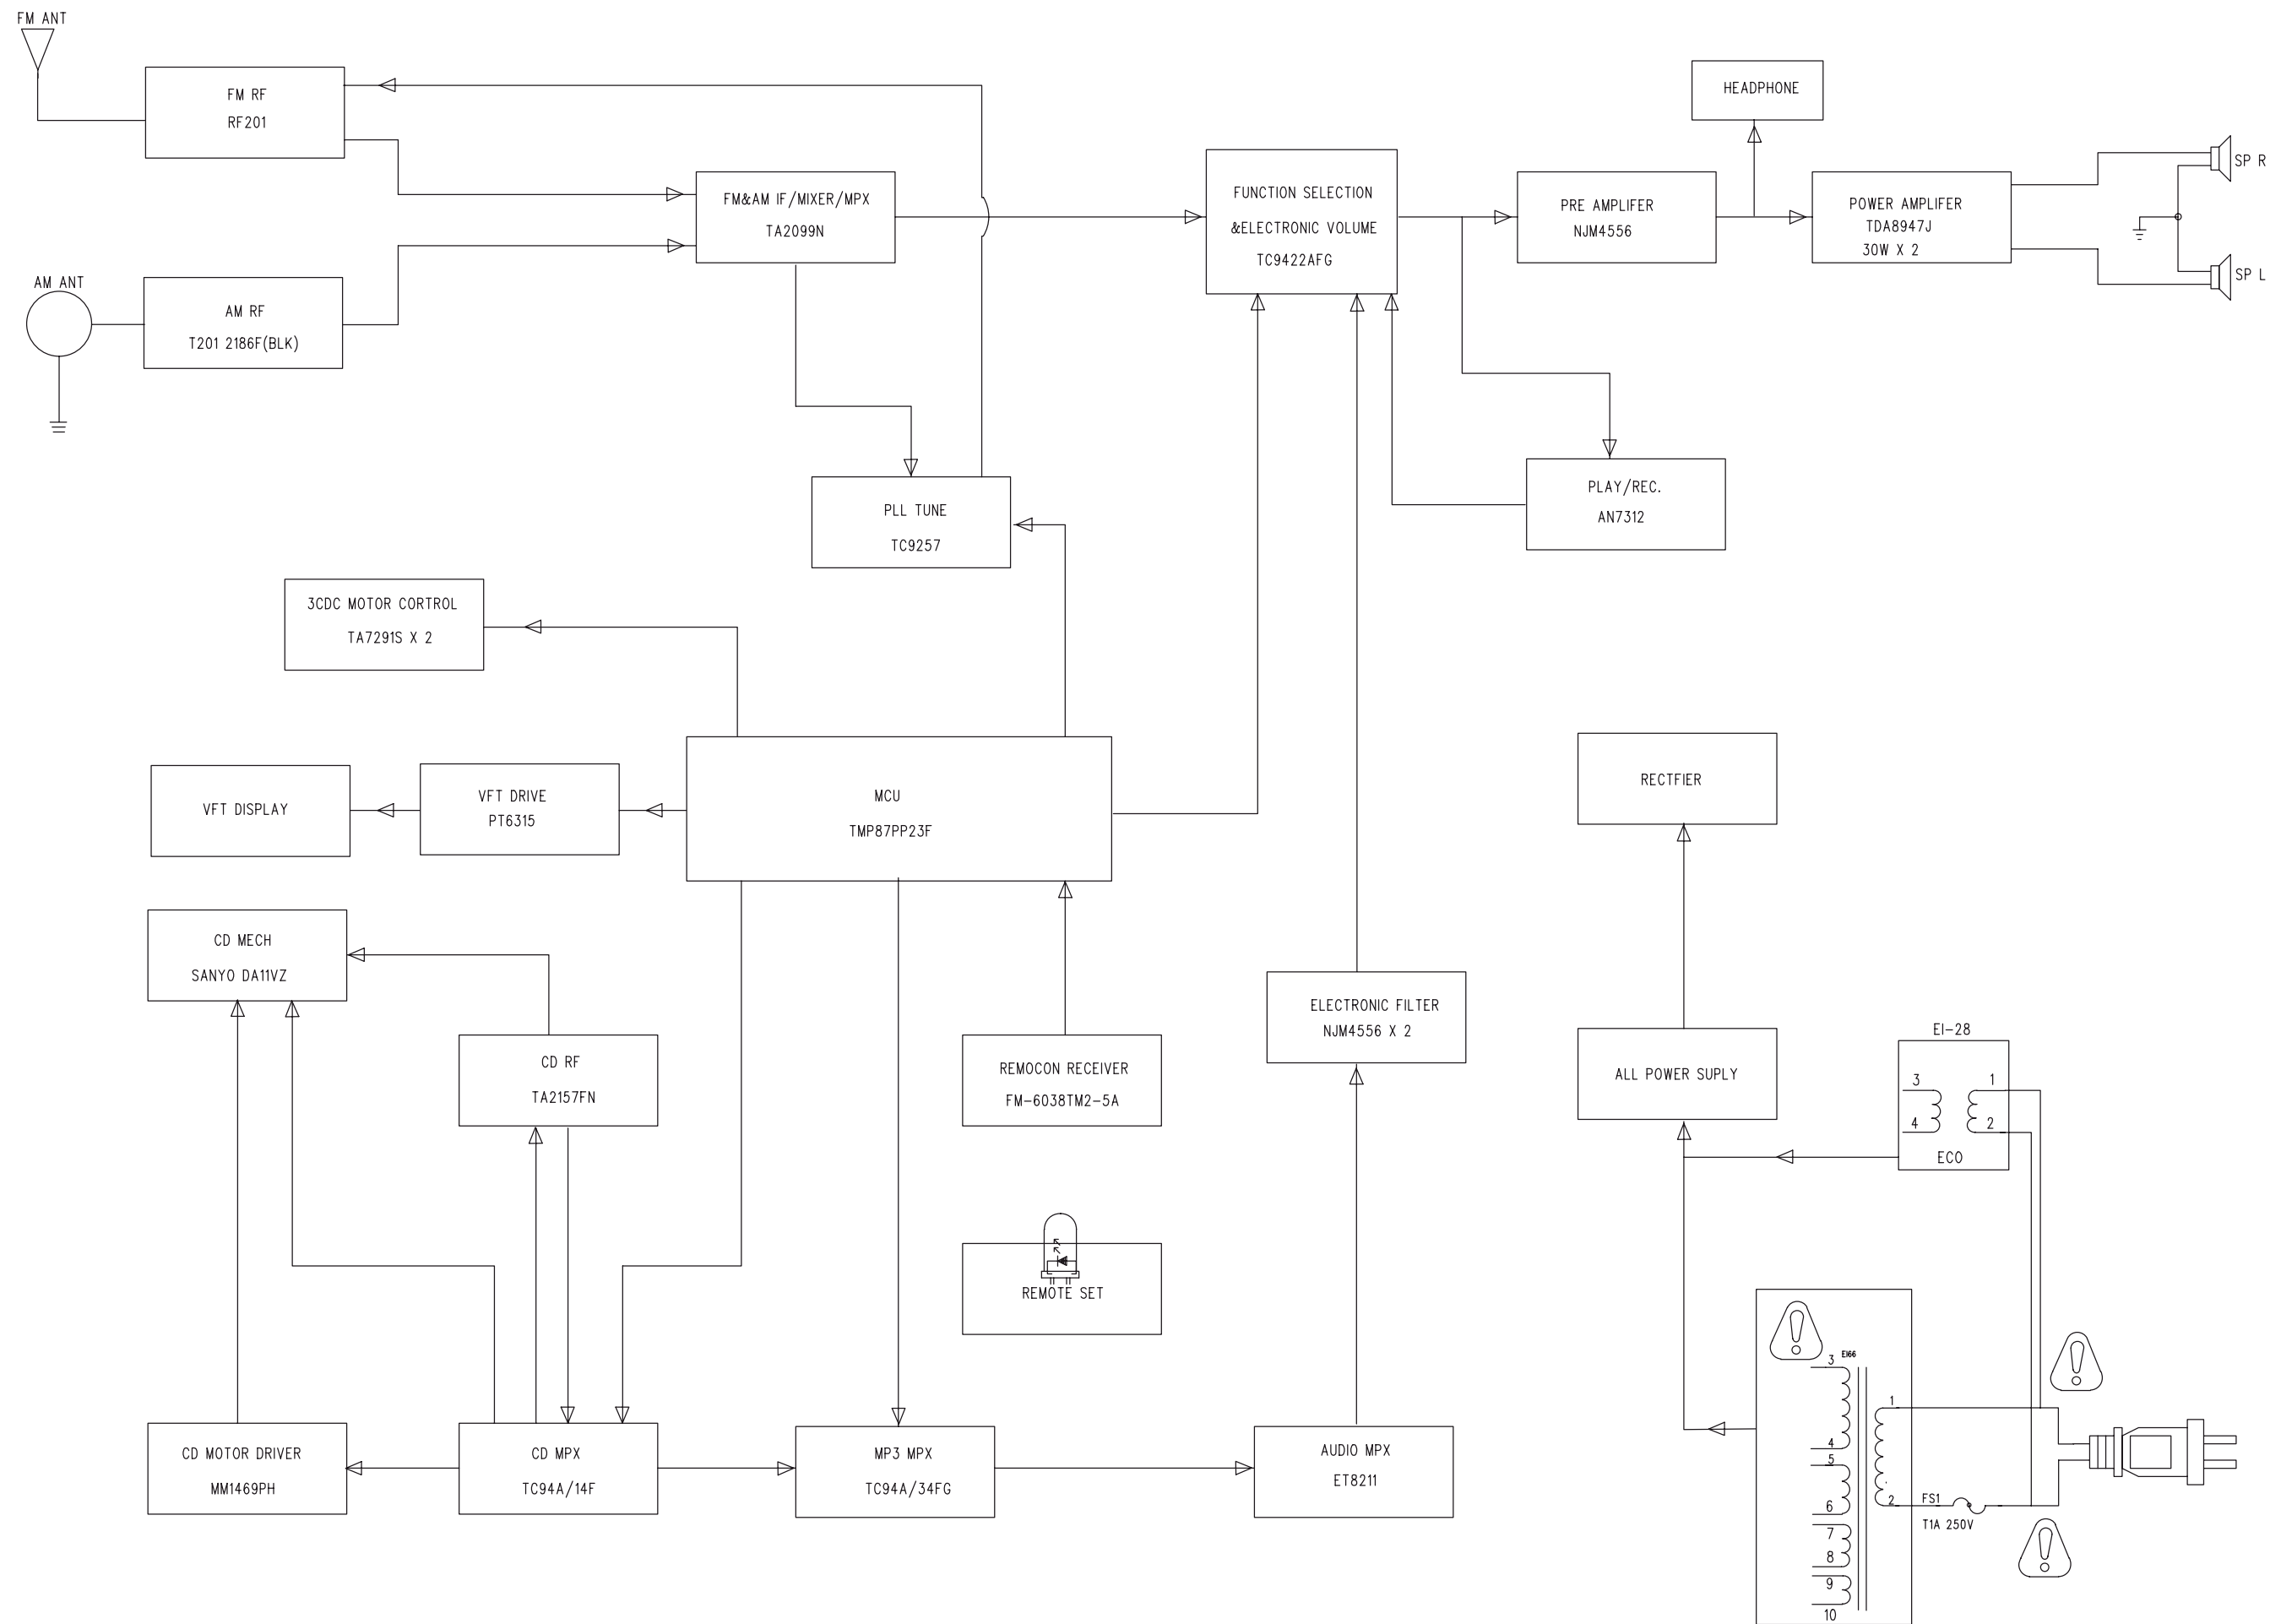 FM ANT
FM RF
RF201
AM ANT
AM RF
T201 2186F(BLK)
FM&AM IF/MIXER/MPX
TA2099N
FUNCTION SELECTION
&ELECTRONIC VOLUME
TC9422AFG
PRE AMPLIFER
NJM4556
HEADPHONE
POWER AMPLIFER
TDA8947J
30W X 2
SP R
SP L
PLL TUNE
TC9257
PLAY/REC.
AN7312
3CDC MOTOR CORTROL
TA7291S X 2
VFT DISPLAY
VFT DRIVE
PT6315
MCU
TMP87PP23F
RECTFIER
CD MECH
SANYO DA11VZ
CD RF
TA2157FN
REMOCON RECEIVER
FM-6038TM2-5A
ELECTRONIC FILTER
NJM4556 X 2
ALL POWER SUPLY
EI-28
3
1
4
2
ECO
REMOTE SET
CD MOTOR DRIVER
MM1469PH
CD MPX
TC94A/14F
MP3 MPX
TC94A/34FG
AUDIO MPX
ET8211
3
EI66
1
4
5
2
6
7
8
9
10
FS1
T1A 250V